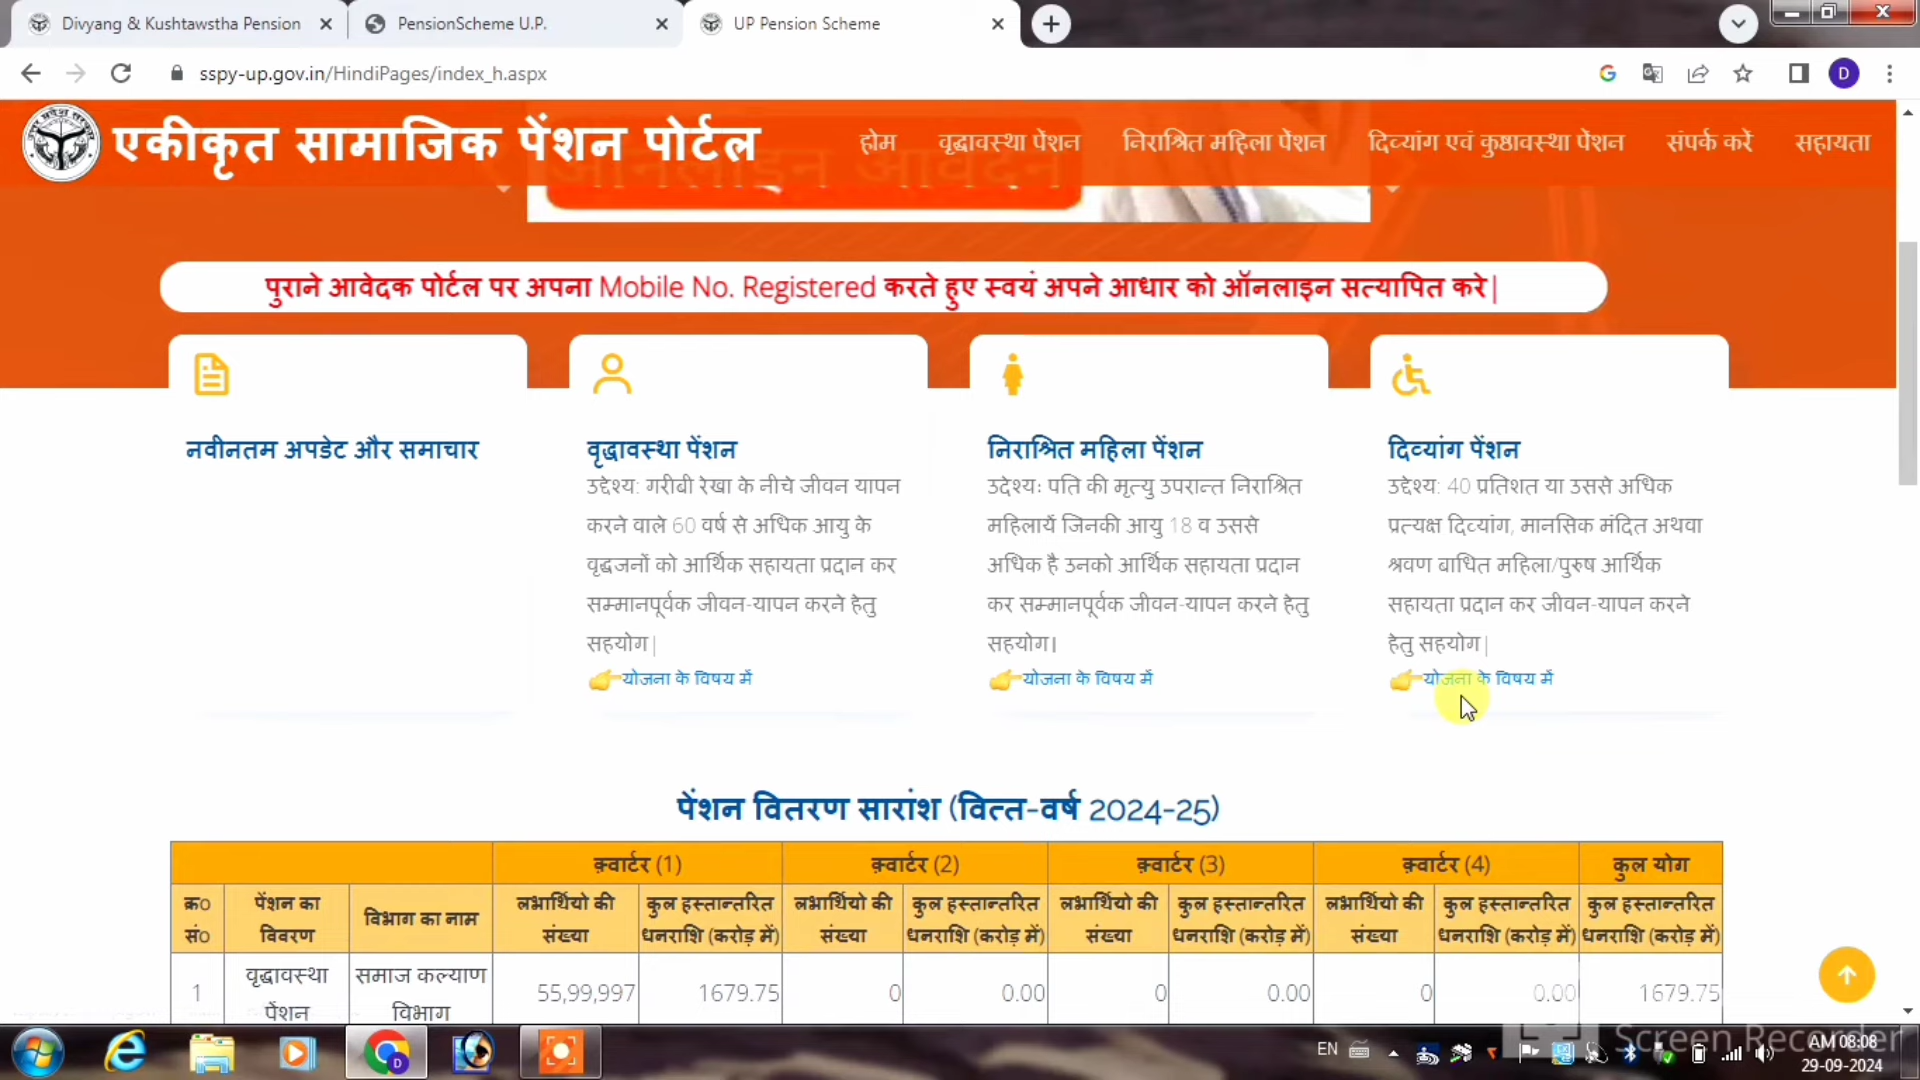 Divyang & Kushtawstha Pension
PensionScheme U.P.
UP Pension Scheme
sspy-up.gov.in/HindiPages/index_h.aspx
D
एकीकृत सामाजिक पेंशन पोर्टल
होम वृद्धावस्था पेंशन निराश्रित महिला पेंशन दिव्यांग एवं कुष्ठावस्था पेंशन संपर्क करें सहायता
ऑनलाइन आवेदन
पुराने आवेदक पोर्टल पर अपना Mobile No. Registered करते हुए स्वयं अपने आधार को ऑनलाइन सत्यापित करे|
नवीनतम अपडेट और समाचार
वृद्धावस्था पेंशन
उद्देश्य: गरीबी रेखा के नीचे जीवन यापन
करने वाले 60 वर्ष से अधिक आयु के
वृद्धजनों को आर्थिक सहायता प्रदान कर
सम्मानपूर्वक जीवन-यापन करने हेतु
सहयोग|
योजना के विषय में
निराश्रित महिला पेंशन
उदेश्यः पति की मृत्यु उपरान्त निराश्रित
महिलायें जिनकी आयु 18 व उससे
अधिक है उनको आर्थिक सहायता प्रदान
कर सम्मानपूर्वक जीवन-यापन करने हेतु
सहयोग।
योजना के विषय में
दिव्यांग पेंशन
उद्देश्य: 40 प्रतिशत या उससे अधिक
प्रत्यक्ष दिव्यांग, मानसिक मंदित अथवा
श्रवण बाधित महिला/पुरुष आर्थिक
सहायता प्रदान कर जीवन-यापन करने
हेतु सहयोग|
योजना के विषय में
पेंशन वितरण सारांश (वित्त-वर्ष 2024-25)
क़्वार्टर (1) क़्वार्टर (2) क़्वार्टर (3) क़्वार्टर (4) कुल योग
क्र० पेंशन का विभाग का नाम लभार्थियो की कुल हस्तान्तरित लभार्थियो की कुल हस्तान्तरित लभार्थियो की कुल हस्तान्तरित लभार्थियो की कुल हस्तान्तरित कुल हस्तान्तरित
सं० विवरण संख्या धनराशि (करोड़ में) संख्या धनराशि (करोड़ में) संख्या धनराशि (करोड़ में) संख्या धनराशि (करोड़ में) धनराशि (करोड़ में)
वृद्धावस्था समाज कल्याण
1 55,99,997 1679.75 0 0.00 0 0.00 0 0.00 1679.75
पेंशन विभाग
Screen Recorder
EN
AM 08:08
29-09-2024